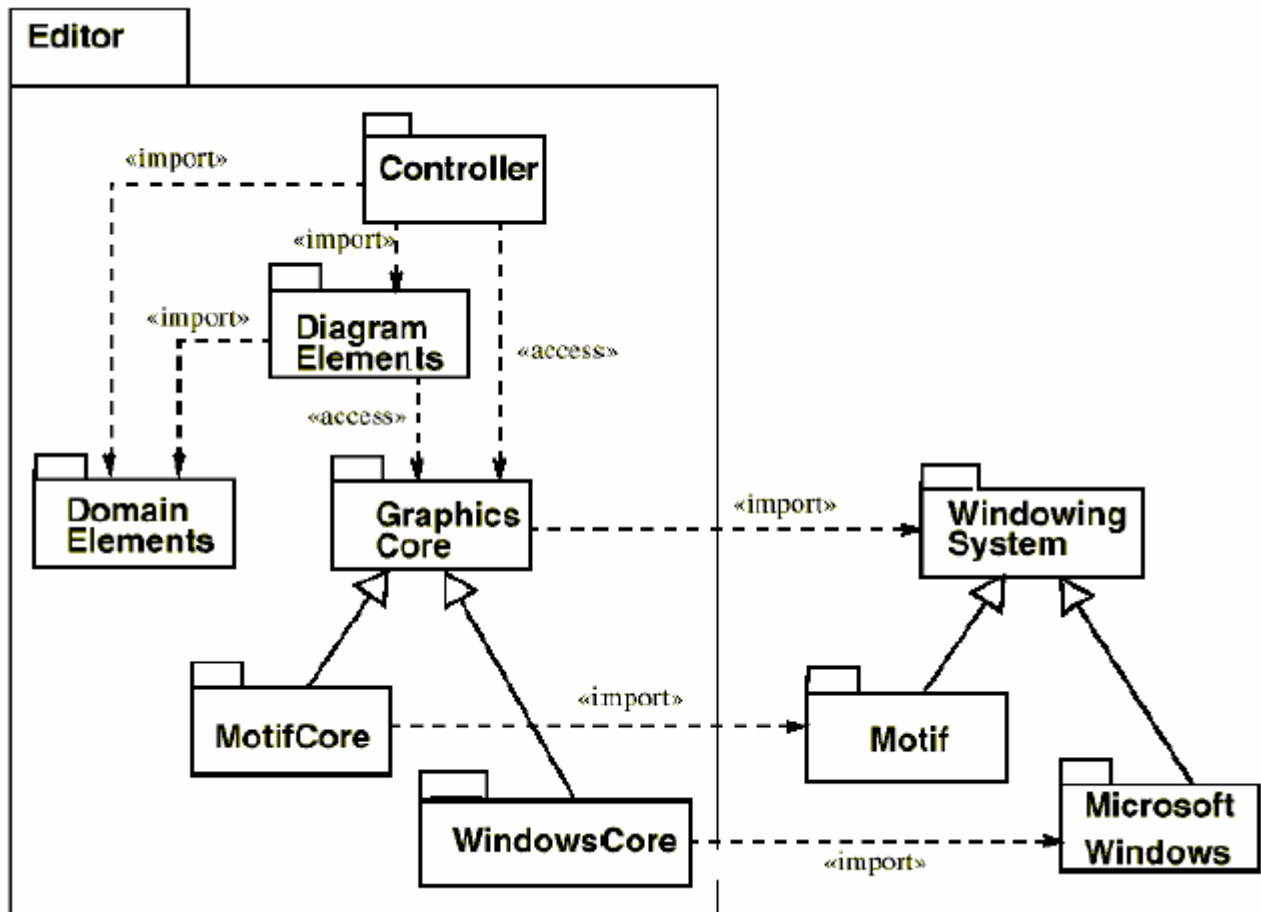 Editor
«import»
Controller
«import»
«import»
Diagram
Elements
«access»
«access»
Domain
Elements
Graphics
Core
«import»
Windowing
System
MotifCore
«import»
Motif
WindowsCore
«import»
Microsoft
Windows